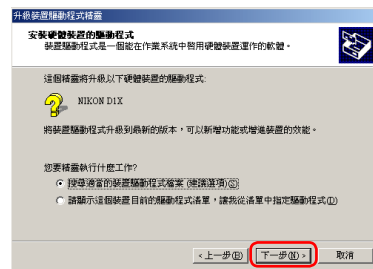 升級裝置驅動程式精靈
安裝硬體裝置的驅動程式
裝置驅動程式是一個能在作業系統中啟用硬體裝置運作的軟體。
這個精靈將升級以下硬體裝置的驅動程式:
NIKON D1X
將裝置驅動程式升級到最新的版本，可以新增功能或增進裝置的效能。
您要精靈執行什麼工作?
搜尋適當的裝置驅動程式檔案 (建議選項)(S)
請顯示這個裝置目前的驅動程式清單，讓我從清單中指定驅動程式(D)
<上一步(B) 下一步(N)> 取消